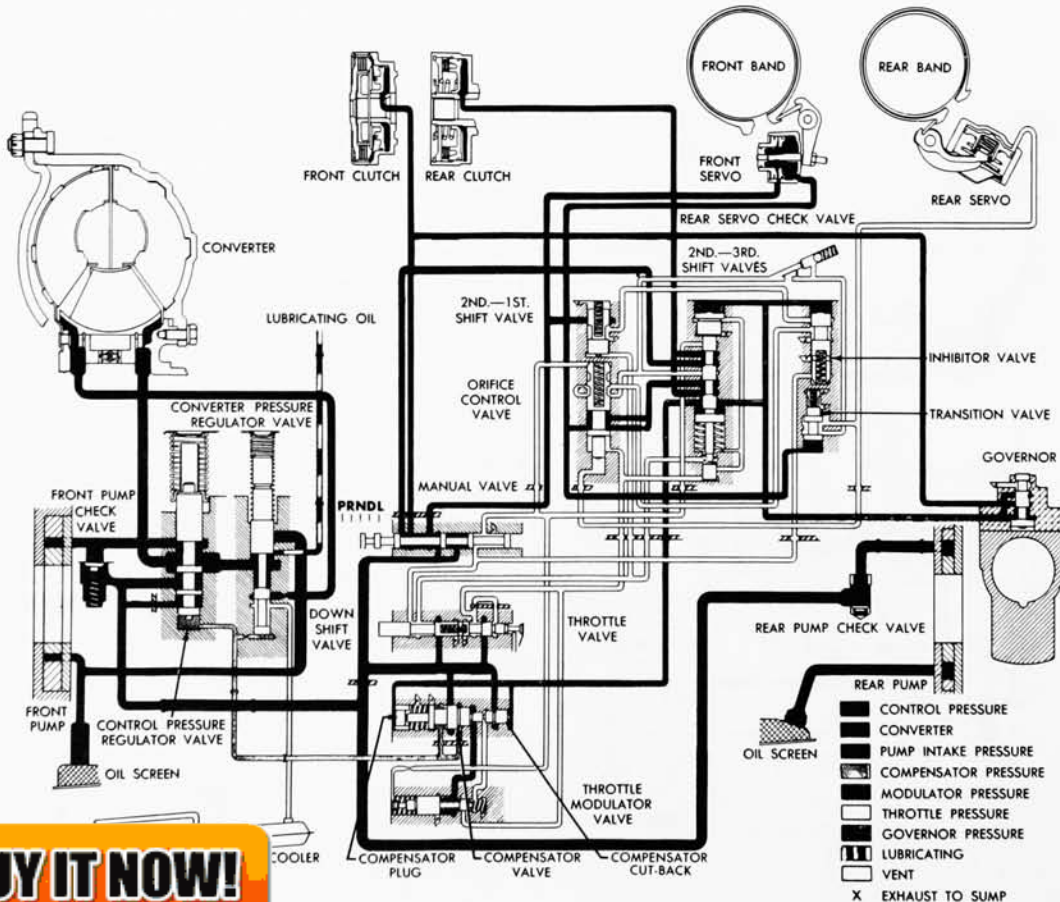 FRONT BAND
REAR BAND
FRONT CLUTCH
REAR CLUTCH
FRONT
SERVO
REAR SERVO
REAR SERVO CHECK VALVE
CONVERTER
2ND.—3RD.
SHIFT VALVES
2ND.—1ST.
SHIFT VALVE
LUBRICATING OIL
INHIBITOR VALVE
ORIFICE
CONTROL
VALVE
TRANSITION VALVE
CONVERTER PRESSURE
REGULATOR VALVE
GOVERNOR
MANUAL VALVE
FRONT PUMP
CHECK
VALVE
PRNDL
DOWN
SHIFT
VALVE
THROTTLE
VALVE
REAR PUMP CHECK VALVE
REAR PUMP
FRONT
PUMP
CONTROL PRESSURE
REGULATOR VALVE
OIL SCREEN
OIL SCREEN
THROTTLE
MODULATOR
VALVE
COOLER
COMPENSATOR
PLUG
COMPENSATOR
VALVE
COMPENSATOR
CUT-BACK
CONTROL PRESSURE
CONVERTER
PUMP INTAKE PRESSURE
COMPENSATOR PRESSURE
MODULATOR PRESSURE
THROTTLE PRESSURE
GOVERNOR PRESSURE
LUBRICATING
VENT
X EXHAUST TO SUMP
UY IT NOW!